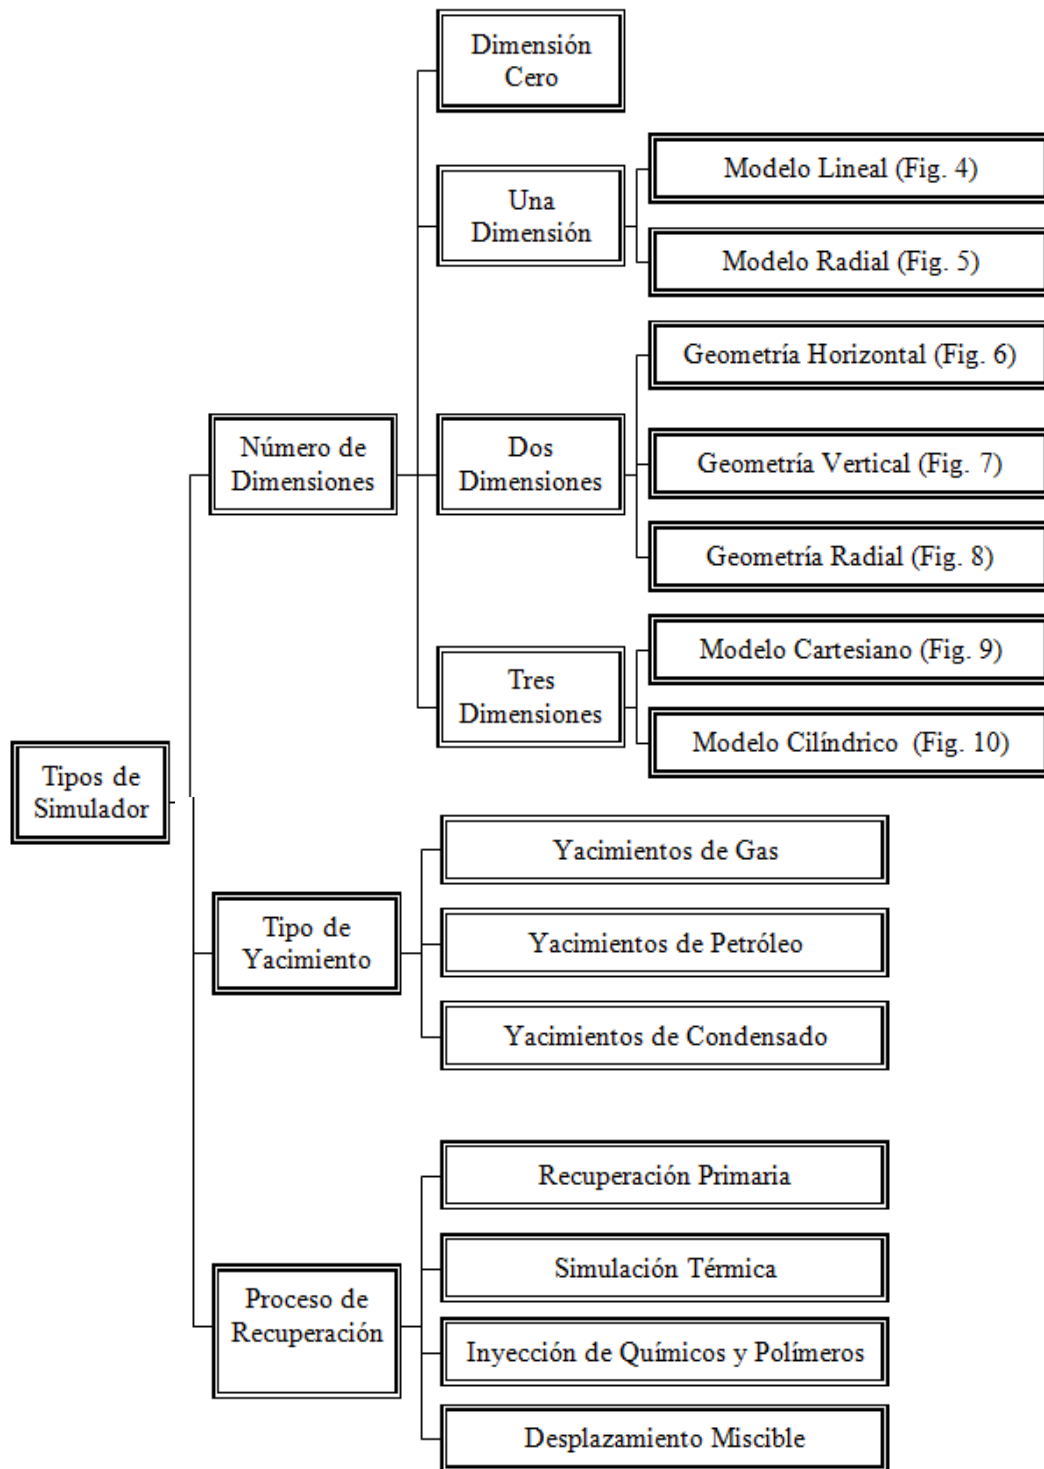 Tipos de
Simulador
Número de
Dimensiones
Dimensión
Cero
Una
Dimensión
Modelo Lineal (Fig. 4)
Modelo Radial (Fig. 5)
Dos
Dimensiones
Geometría Horizontal (Fig. 6)
Geometría Vertical (Fig. 7)
Geometría Radial (Fig. 8)
Tres
Dimensiones
Modelo Cartesiano (Fig. 9)
Modelo Cilíndrico (Fig. 10)
Tipo de
Yacimiento
Yacimientos de Gas
Yacimientos de Petróleo
Yacimientos de Condensado
Proceso de
Recuperación
Recuperación Primaria
Simulación Térmica
Inyección de Químicos y Polímeros
Desplazamiento Miscible